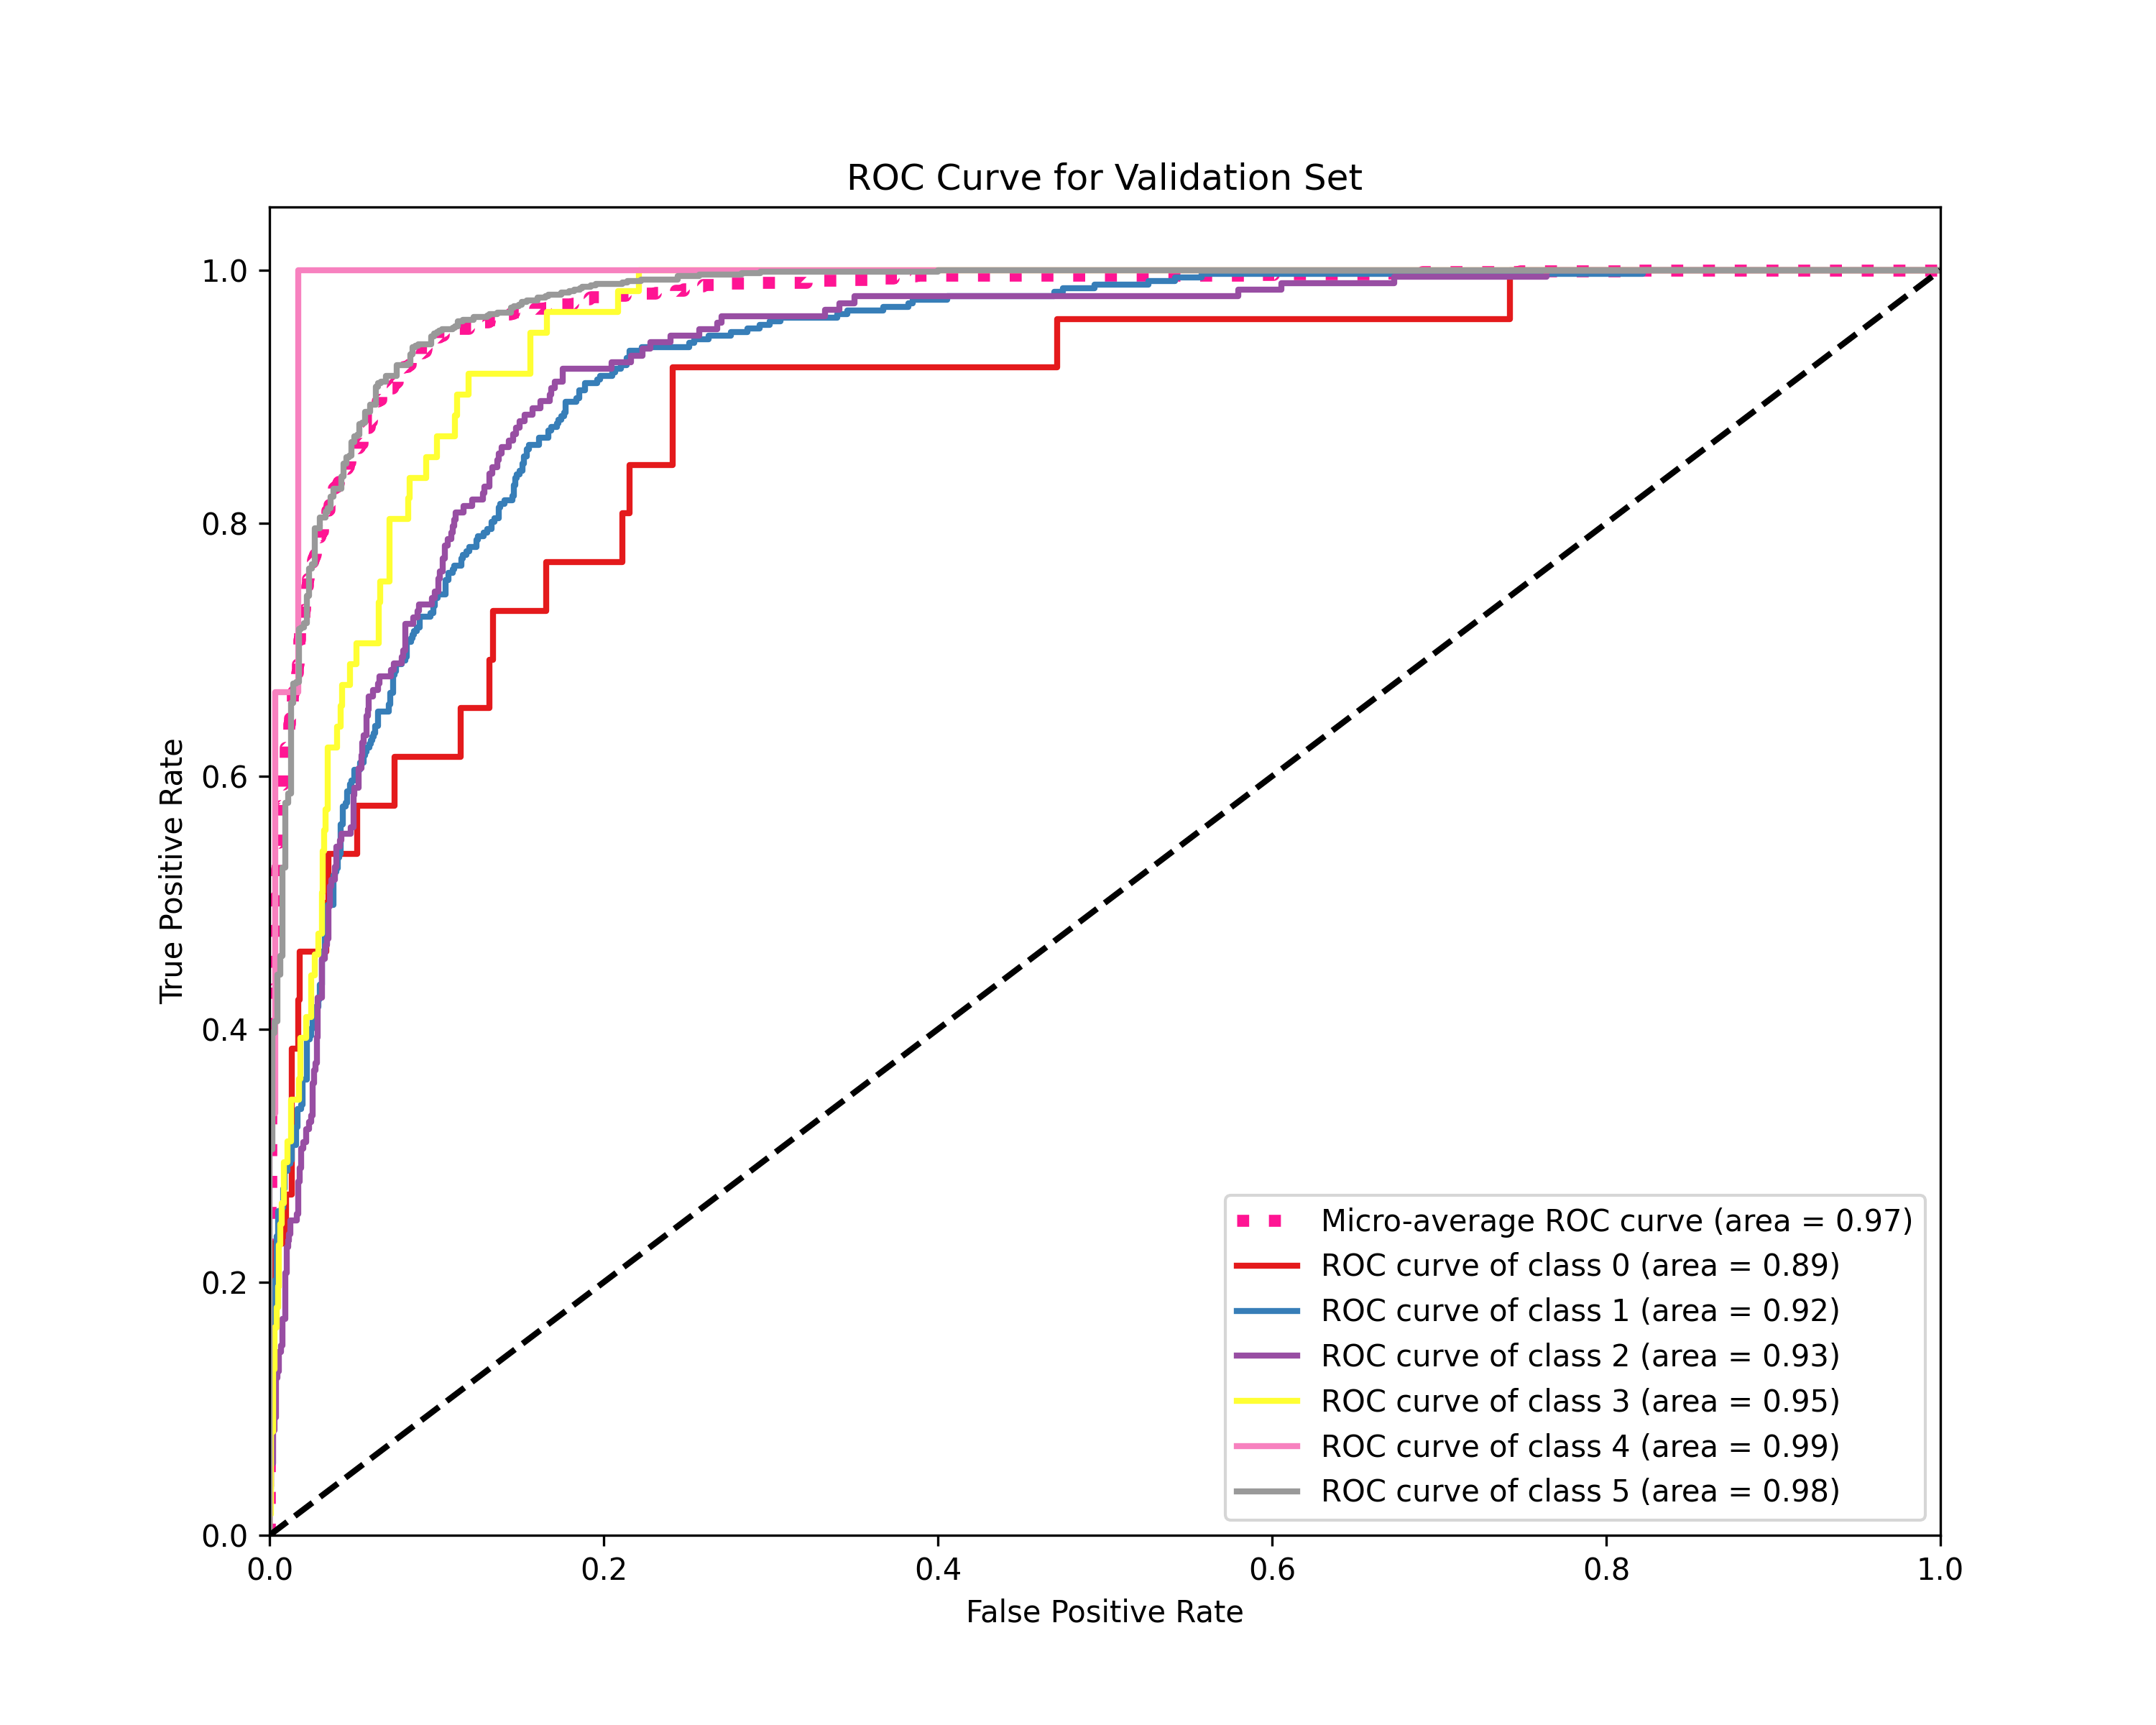 ROC Curve for Validation Set
1.0
0.8
0.6
0.4
0.2
0.0
True Positive Rate
Micro-average ROC curve (area = 0.97)
ROC curve of class 0 (area = 0.89)
ROC curve of class 1 (area = 0.92)
ROC curve of class 2 (area = 0.93)
ROC curve of class 3 (area = 0.95)
ROC curve of class 4 (area = 0.99)
ROC curve of class 5 (area = 0.98)
0.0 0.2 0.4 0.6 0.8 1.0
False Positive Rate